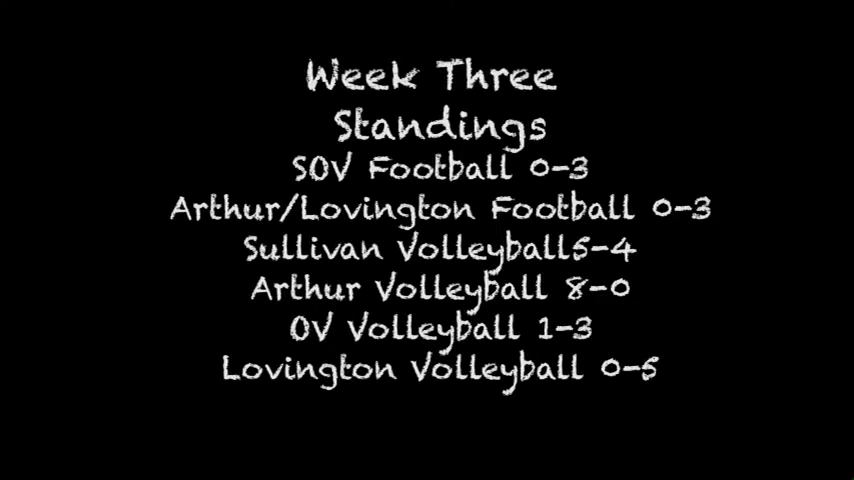 Week Three
Standings
SOV Football 0-3
Arthur/Lovington Football 0-3
Sullivan Volleyball5-4
Arthur Volleyball 8-0
OV Volleyball 1-3
Lovington Volleyball 0-5